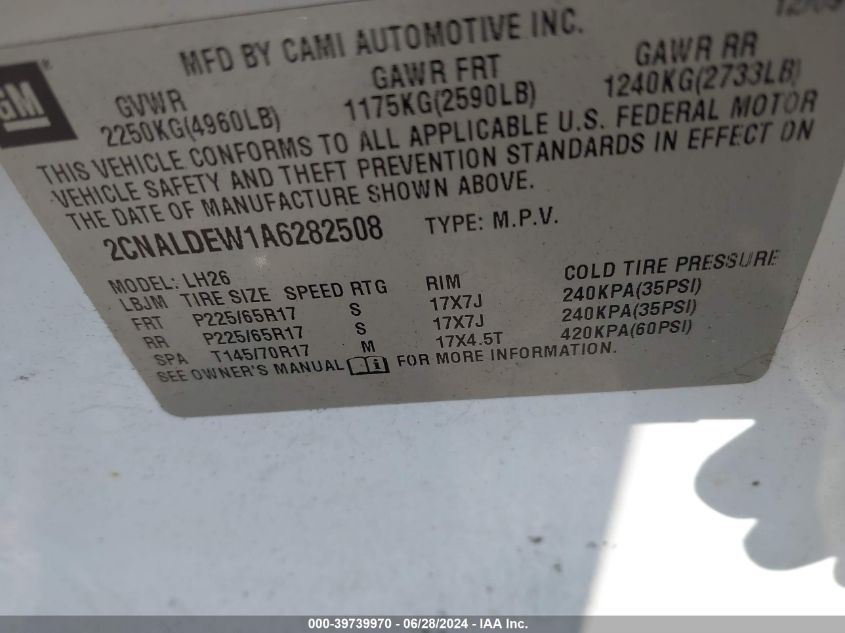 MFD BY CAMI AUTOMOTIVE INC.
GM®
GVWR GAWR FRT GAWR RR
2250KG(4960LB) 1175KG(2590LB) 1240KG(2733LB)
THIS VEHICLE CONFORMS TO ALL APPLICABLE U.S. FEDERAL MOTOR
VEHICLE SAFETY AND THEFT PREVENTION STANDARDS IN EFFECT ON
THE DATE OF MANUFACTURE SHOWN ABOVE.
2CNALDEW1A6282508 TYPE: M.P.V.
MODEL: LH26
LBJM TIRE SIZE SPEED RTG RIM COLD TIRE PRESSURE
FRT P225/65R17 S 17X7J 240KPA(35PSI)
RR P225/65R17 S 17X7J 240KPA(35PSI)
SPA T145/70R17 M 17X4.5T 420KPA(60PSI)
SEE OWNER'S MANUAL FOR MORE INFORMATION.
000-39739970 - 06/28/2024 - IAAI Inc.